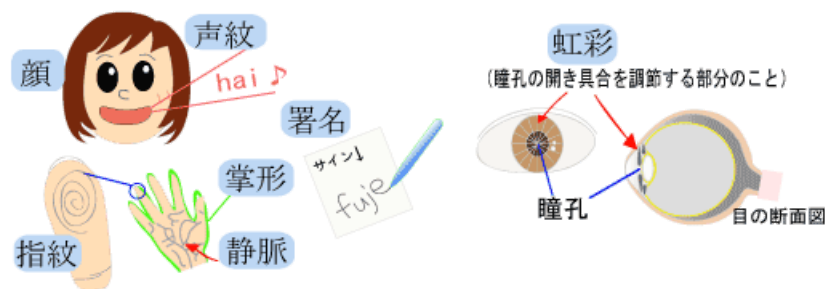 声紋
顔
hai♪
署名
サイン↓
fuje
掌形
指紋
静脈
虹彩
(瞳孔の開き具合を調節する部分のこと)
瞳孔
目の断面図